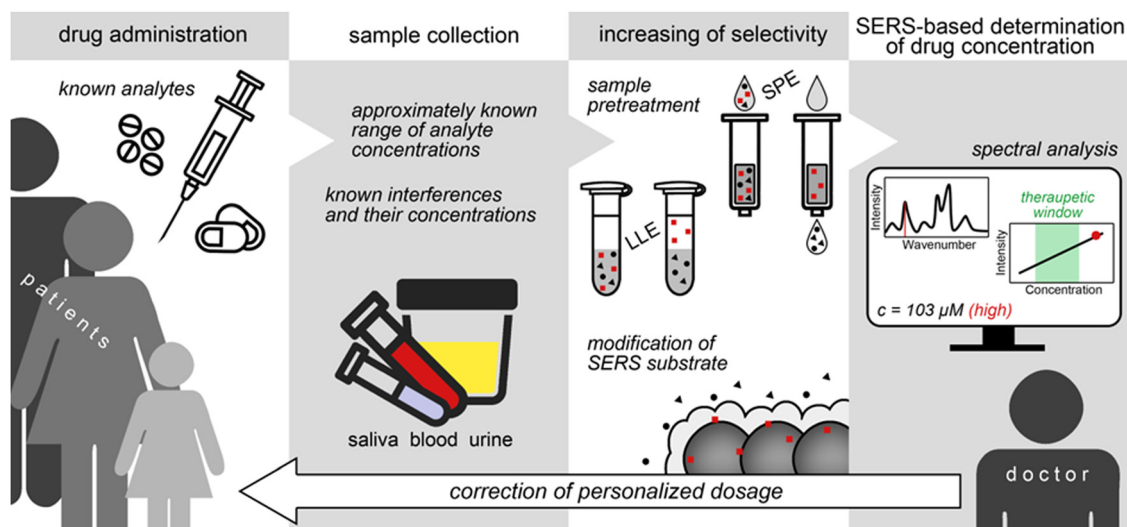 drug administration
known analytes
patients
sample collection
approximately known
range of analyte
concentrations
known interferences
and their concentrations
saliva blood urine
increasing of selectivity
sample
pretreatment
SPE
LLE
modification of
SERS substrate
SERS-based determination
of drug concentration
spectral analysis
Intensity
Wavenumber
theraupetic
window
Intensity
Concentration
c = 103 µM (high)
doctor
correction of personalized dosage